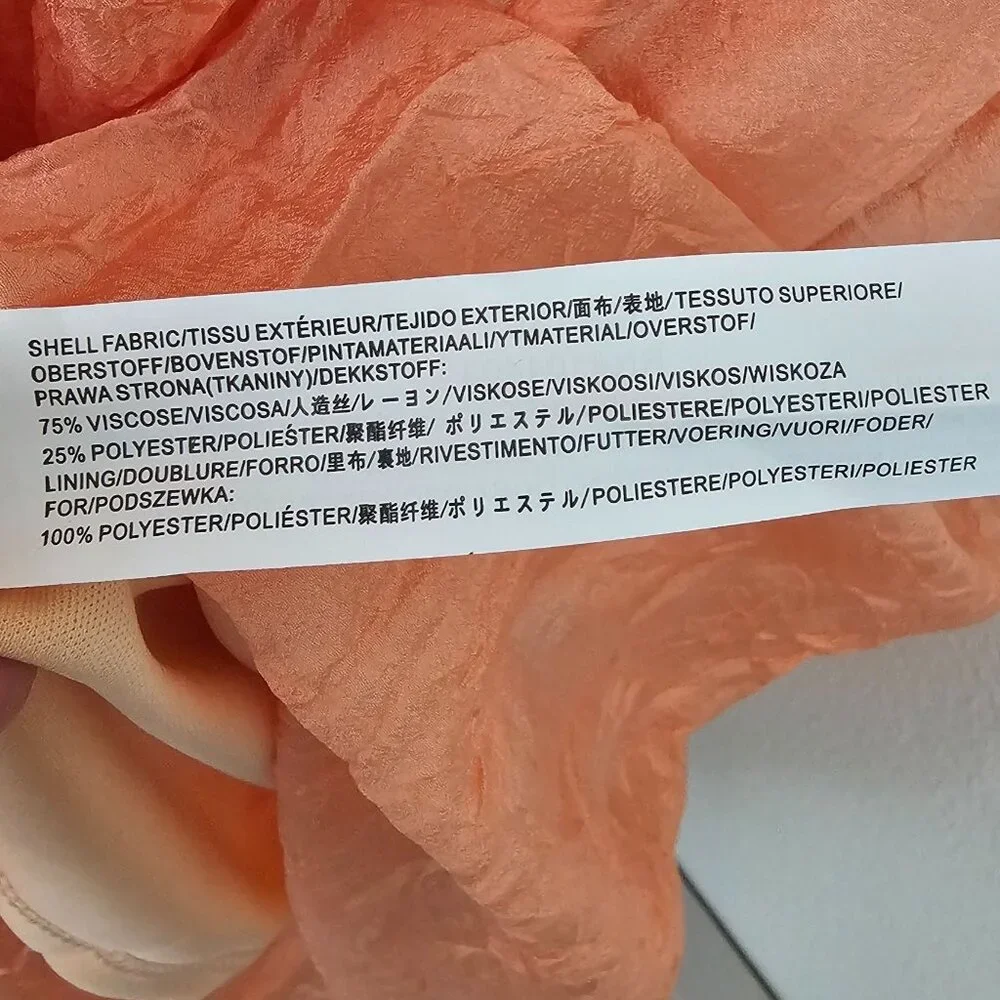 SHELL FABRIC/TISSU EXTÉRIEUR/TEJIDO EXTERIOR/面布/表地/TESSUTO SUPERIORE/
OBERSTOFF/BOVENSTOF/PINTAMATERIAALI/YTMATERIAL/OVERSTOF/
PRAWA STRONA(TKANINY)/DEKKSTOFF:
75% VISCOSE/VISCOSA/人造丝/レーヨン/VISKOSE/VISKOOSI/VISKOS/WISKOZA
25% POLYESTER/POLIÉSTER/聚酯纤维/ ポリエステル/POLIESTERE/POLYESTERI/POLIESTER
LINING/DOUBLURE/FORRO/里布/裏地/RIVESTIMENTO/FUTTER/VOERING/VUORI/FODER/
FOR/PODSZEWKA:
100% POLYESTER/POLIÉSTER/聚酯纤维/ポリエステル/POLIESTERE/POLYESTERI/POLIESTER